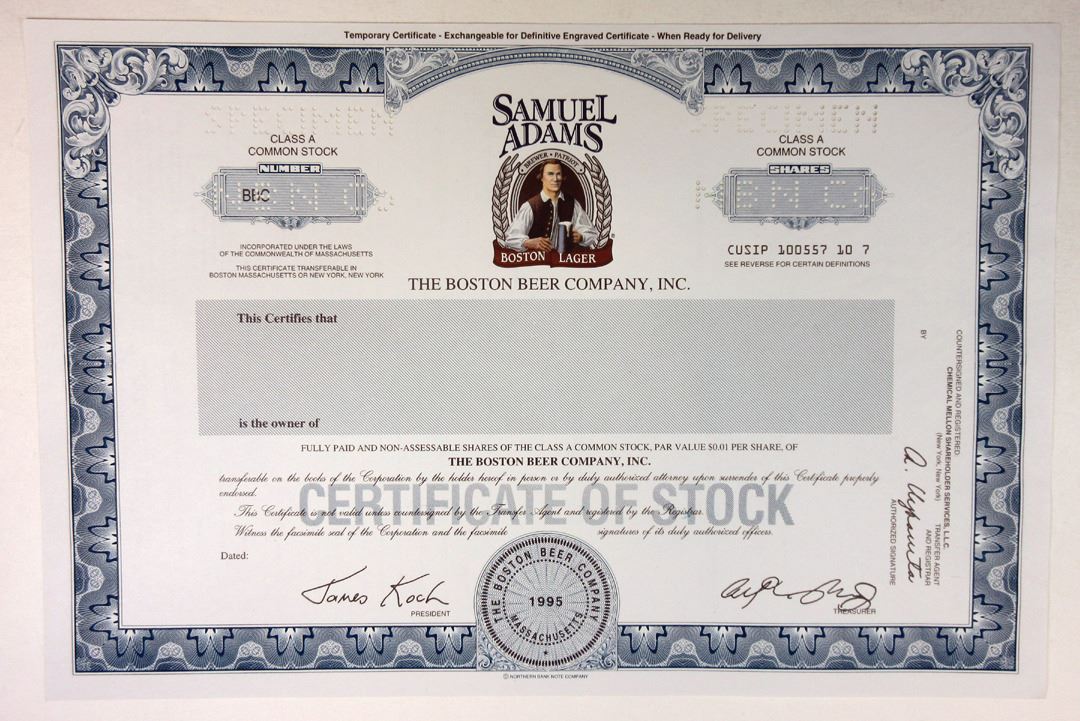 Temporary Certificate - Exchangeable for Definitive Engraved Certificate - When Ready for Delivery
SPECIMEN
SPECIMEN
CLASS A
COMMON STOCK
NUMBER
BBC
INCORPORATED UNDER THE LAWS
OF THE COMMONWEALTH OF MASSACHUSETTS
THIS CERTIFICATE TRANSFERABLE IN
BOSTON MASSACHUSETTS OR NEW YORK, NEW YORK
SAMUEL
ADAMS
BREWER • PATRIOT
BOSTON LAGER
®
CLASS A
COMMON STOCK
SHARES
CUSIP 100557 10 7
SEE REVERSE FOR CERTAIN DEFINITIONS
THE BOSTON BEER COMPANY, INC.
This Certifies that
is the owner of
FULLY PAID AND NON-ASSESSABLE SHARES OF THE CLASS A COMMON STOCK, PAR VALUE $0.01 PER SHARE, OF
THE BOSTON BEER COMPANY, INC.
transferable on the books of the Corporation by the holder hereof in person or by duly authorized attorney upon surrender of this Certificate properly
endorsed.
CERTIFICATE OF STOCK
This Certificate is not valid unless countersigned by the Transfer Agent and registered by the Registrar.
Witness the facsimile seal of the Corporation and the facsimile signatures of its duly authorized officers.
Dated:
James Koch
PRESIDENT
THE BOSTON BEER COMPANY
1995
MASSACHUSETTS
TREASURER
COUNTERSIGNED AND REGISTERED:
CHEMICAL MELLON SHAREHOLDER SERVICES, L.L.C.
(New York, New York)
TRANSFER AGENT
AND REGISTRAR
BY
AUTHORIZED SIGNATURE
© NORTHERN BANK NOTE COMPANY